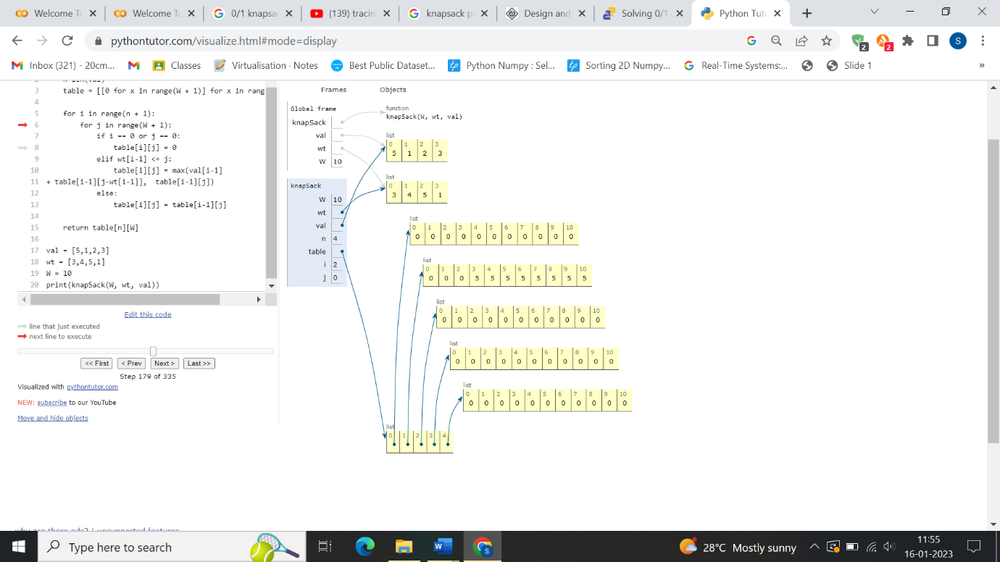 Welcome To
Welcome To
0/1 knapsac
(139) tracin
knapsack p
Design and
Solving 0/1
Python Tuto
pythontutor.com/visualize.html#mode=display
2
2
S
Inbox (321) - 20cm...
Classes
Virtualisation - Notes
Best Public Dataset...
Python Numpy : Sel...
Sorting 2D Numpy...
Real-Time Systems:...
Slide 1
»
3 table = [[0 for x in range(W + 1)] for x in rang
4
5 for i in range(n + 1):
6 for j in range(W + 1):
7 if i == 0 or j == 0:
8 table[i][j] = 0
9 elif wt[i-1] <= j:
10 table[i][j] = max(val[i-1]
11 + table[i-1][j-wt[i-1]], table[i-1][j])
12 else:
13 table[i][j] = table[i-1][j]
14
15 return table[n][W]
16
17 val = [5,1,2,3]
18 wt = [3,4,5,1]
19 W = 10
20 print(knapSack(W, wt, val))
Edit this code
line that just executed
next line to execute
<< First
< Prev
Next >
Last >>
Step 179 of 335
Visualized with pythontutor.com
NEW: subscribe to our YouTube
Move and hide objects
Frames
Objects
Global frame
knapSack
val
wt
W 10
knapSack
W 10
wt
val
n 4
table
i 2
j 0
function
knapSack(W, wt, val)
list
0 1 2 3
5 1 2 3
list
0 1 2 3
3 4 5 1
list
0 1 2 3 4 5 6 7 8 9 10
0 0 0 0 0 0 0 0 0 0 0
list
0 1 2 3 4 5 6 7 8 9 10
0 0 0 5 5 5 5 5 5 5 5
list
0 1 2 3 4 5 6 7 8 9 10
0 0 0 0 0 0 0 0 0 0 0
list
0 1 2 3 4 5 6 7 8 9 10
0 0 0 0 0 0 0 0 0 0 0
list
0 1 2 3 4 5 6 7 8 9 10
0 0 0 0 0 0 0 0 0 0 0
list
0 1 2 3 4
why are there ads? | unsupported features
Type here to search
28°C Mostly sunny
11:55
16-01-2023